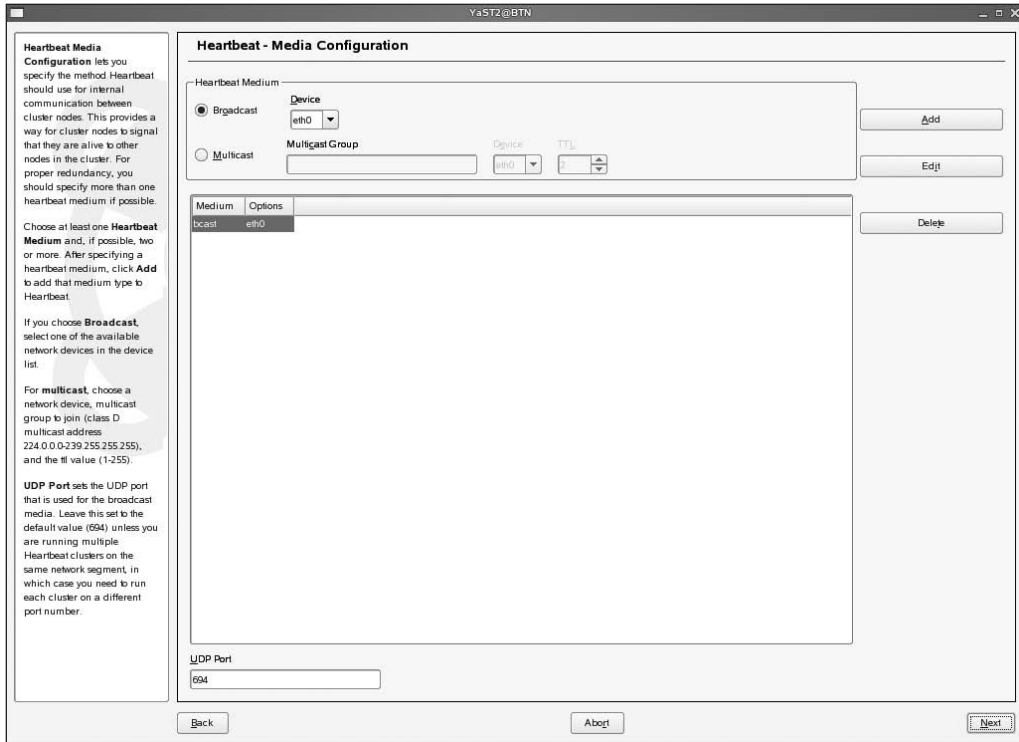 YaST2@BTN
Heartbeat Media
Configuration lets you
specify the method Heartbeat
should use for internal
communication between
cluster nodes. This provides a
way for cluster nodes to signal
that they are alive to other
nodes in the cluster. For
proper redundancy, you
should specify more than one
heartbeat medium if possible.
Choose at least one Heartbeat
Medium and, if possible, two
or more. After specifying a
heartbeat medium, click Add
to add that medium type to
Heartbeat.
If you choose Broadcast,
select one of the available
network devices in the device
list.
For multicast, choose a
network device, multicast
group to join (class D
multicast address
224.0.0.0-239.255.255.255),
and the ttl value (1-255).
UDP Port sets the UDP port
that is used for the broadcast
media. Leave this set to the
default value (694) unless you
are running multiple
Heartbeat clusters on the
same network segment, in
which case you need to run
each cluster on a different
port number.
Heartbeat - Media Configuration
Heartbeat Medium
Broadcast
Device
eth0
Multicast
Multicast Group
Device
eth0
TTL
2
Add
Edit
Delete
Medium Options
bcast eth0
UDP Port
694
Back
Abort
Next